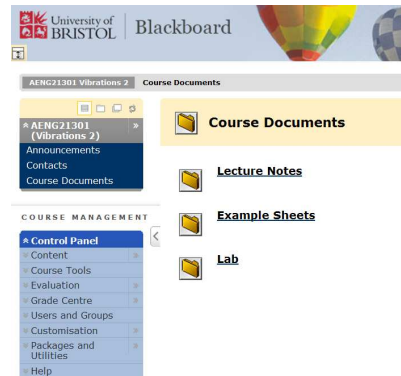 University of
BRISTOL
Blackboard
AENG21301 Vibrations 2
Course Documents
AENG21301
(Vibrations 2)
Announcements
Contacts
Course Documents
COURSE MANAGEMENT
Control Panel
Content
Course Tools
Evaluation
Grade Centre
Users and Groups
Customisation
Packages and
Utilities
Help
Course Documents
Lecture Notes
Example Sheets
Lab